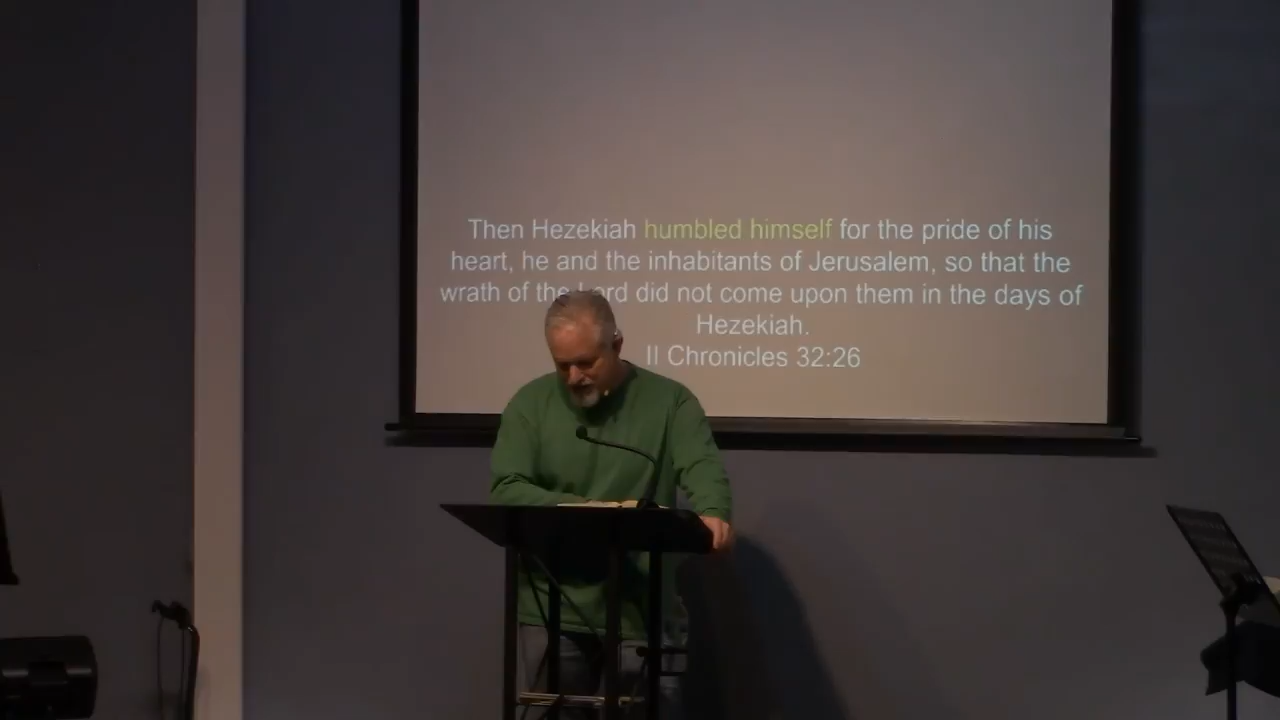 Then Hezekiah humbled himself for the pride of his
heart, he and the inhabitants of Jerusalem, so that the
wrath of the Lord did not come upon them in the days of
Hezekiah.
II Chronicles 32:26